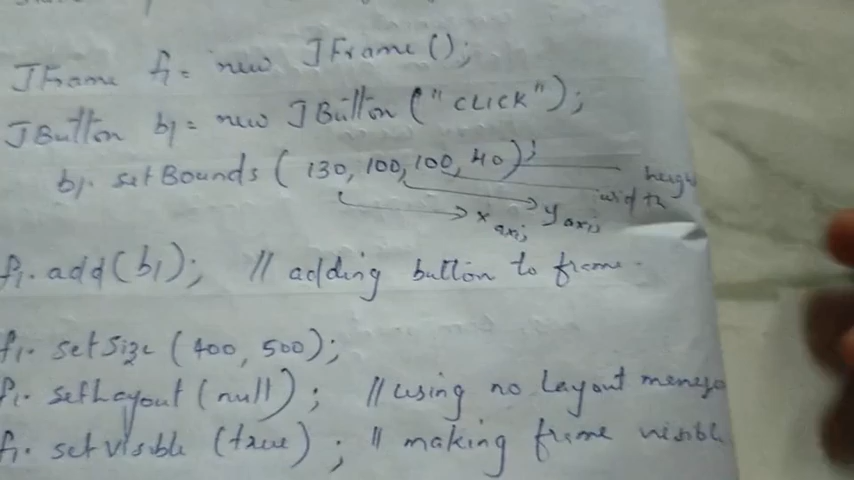 JFrame f1 = new JFrame();
JButton b1 = new JButton ("CLICK");
b1. setBounds ( 130, 100, 100, 40);
heigh
width
x axis
y axis
f1. add(b1); // adding button to frame.
f1. setSize (400, 500);
f1. setLayout (null); // using no Layout menega
f1. setvisible (true); // making frame visible